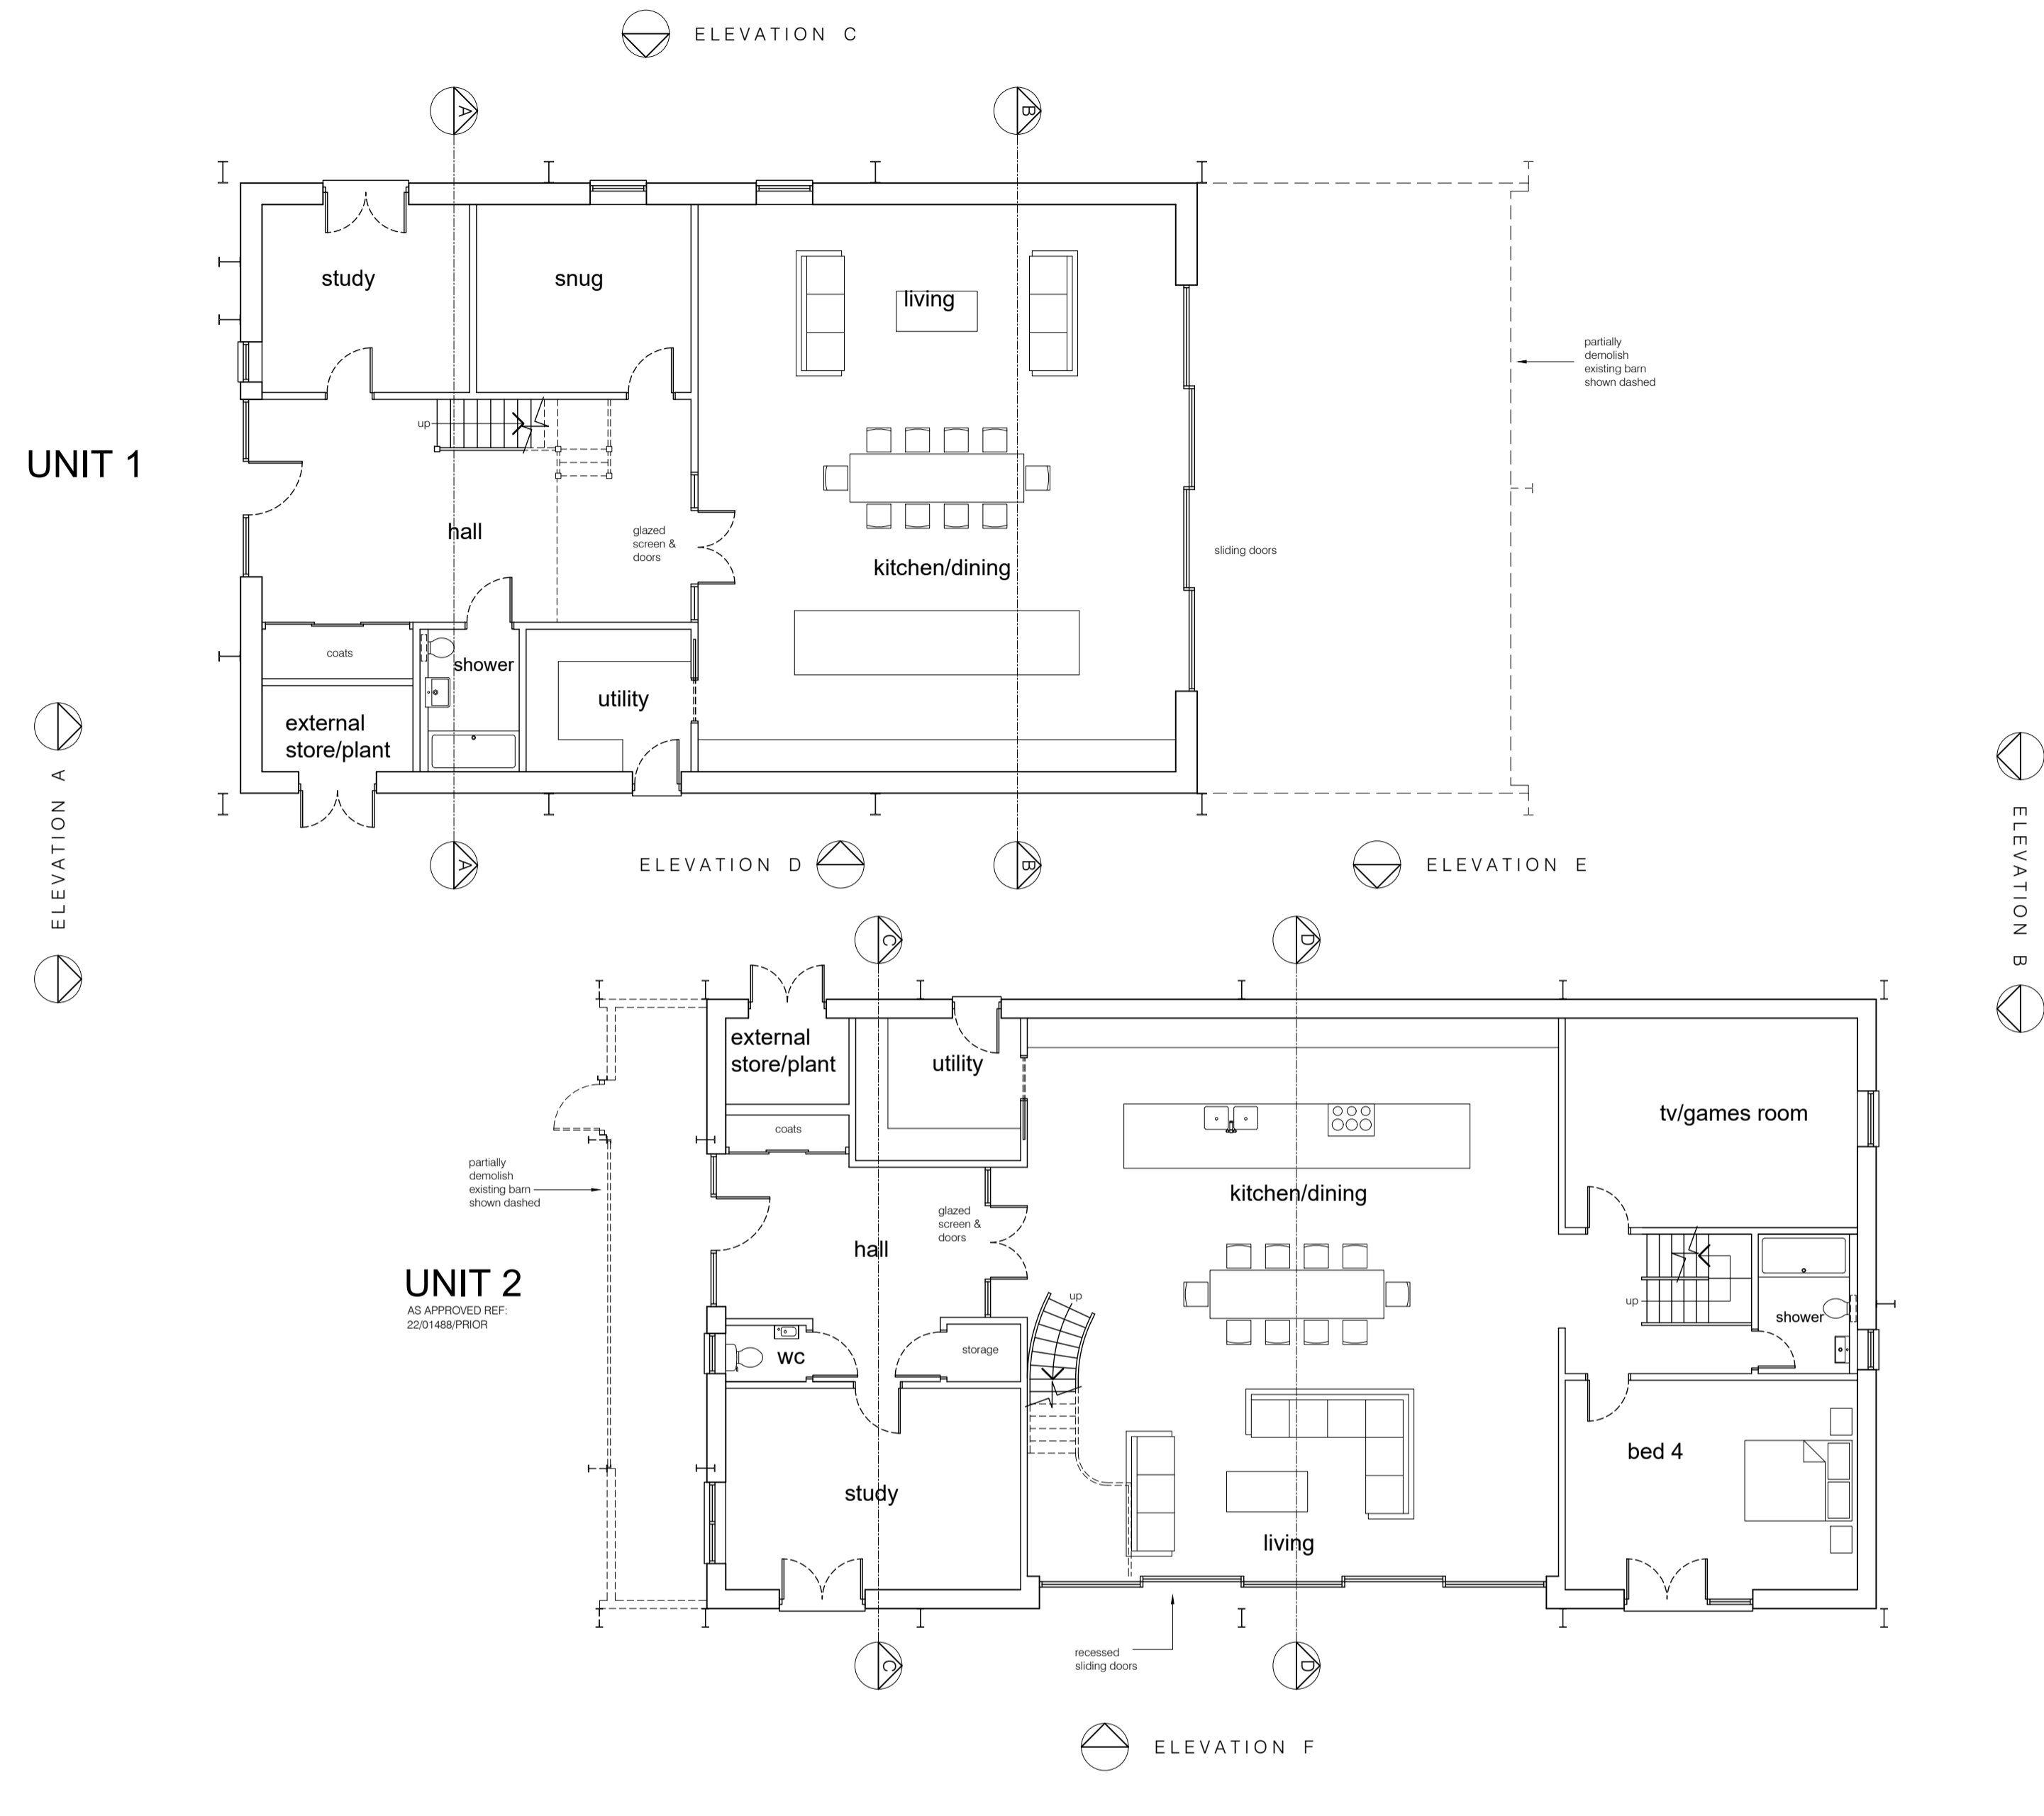 ELEVATION C
A
B
study
snug
living
partially
demolish
existing barn
shown dashed
up
UNIT 1
hall
glazed
screen &
doors
sliding doors
kitchen/dining
coats
shower
utility
external
store/plant
ELEVATION A
ELEVATION B
A
ELEVATION D
B
ELEVATION E
C
D
external
store/plant
utility
tv/games room
coats
partially
demolish
existing barn
shown dashed
kitchen/dining
glazed
screen &
doors
hall
UNIT 2
AS APPROVED REF:
22/01488/PRIOR
up
up
shower
wc
storage
bed 4
study
living
recessed
sliding doors
C
D
ELEVATION F